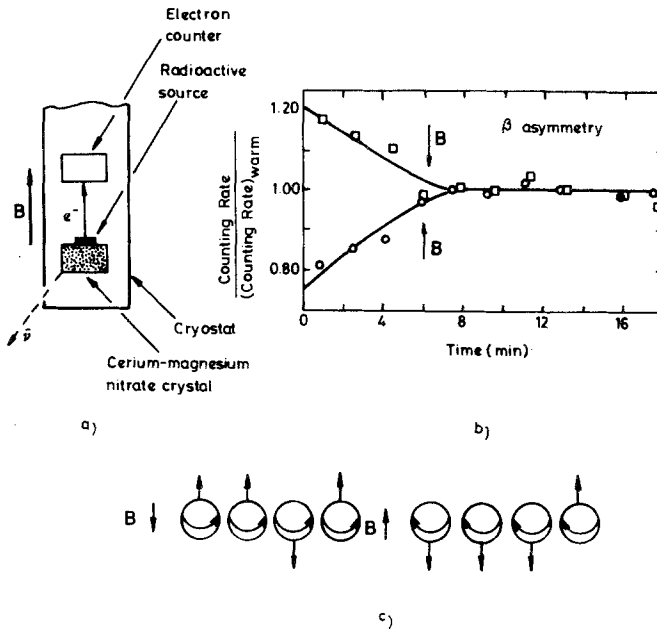 Electron
counter
Radioactive
source
B
e⁻
ν̄
Cryostat
Cerium-magnesium
nitrate crystal
a)
Counting Rate
(Counting Rate)warm
1.20
1.00
0.80
β asymmetry
B
B
0
4
8
12
16
Time (min)
b)
B
B
c)